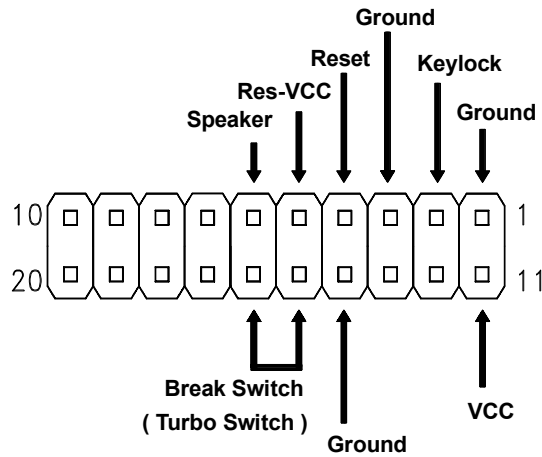 Ground
Reset
Keylock
Res-VCC
Speaker
Ground
10
1
20
11
Break Switch
( Turbo Switch )
VCC
Ground